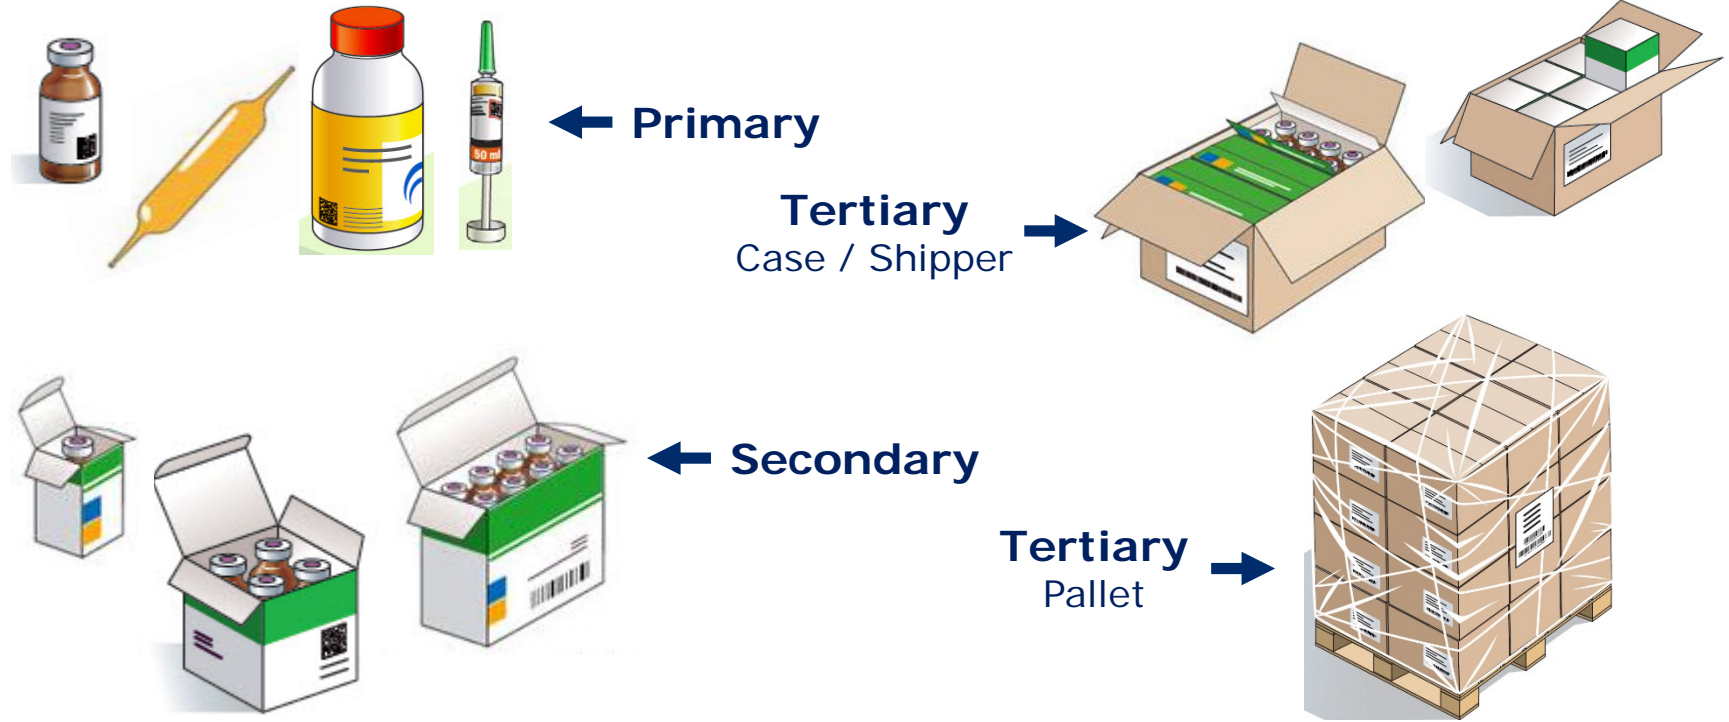 50 ml
Primary
Tertiary
Case / Shipper
Secondary
Tertiary
Pallet